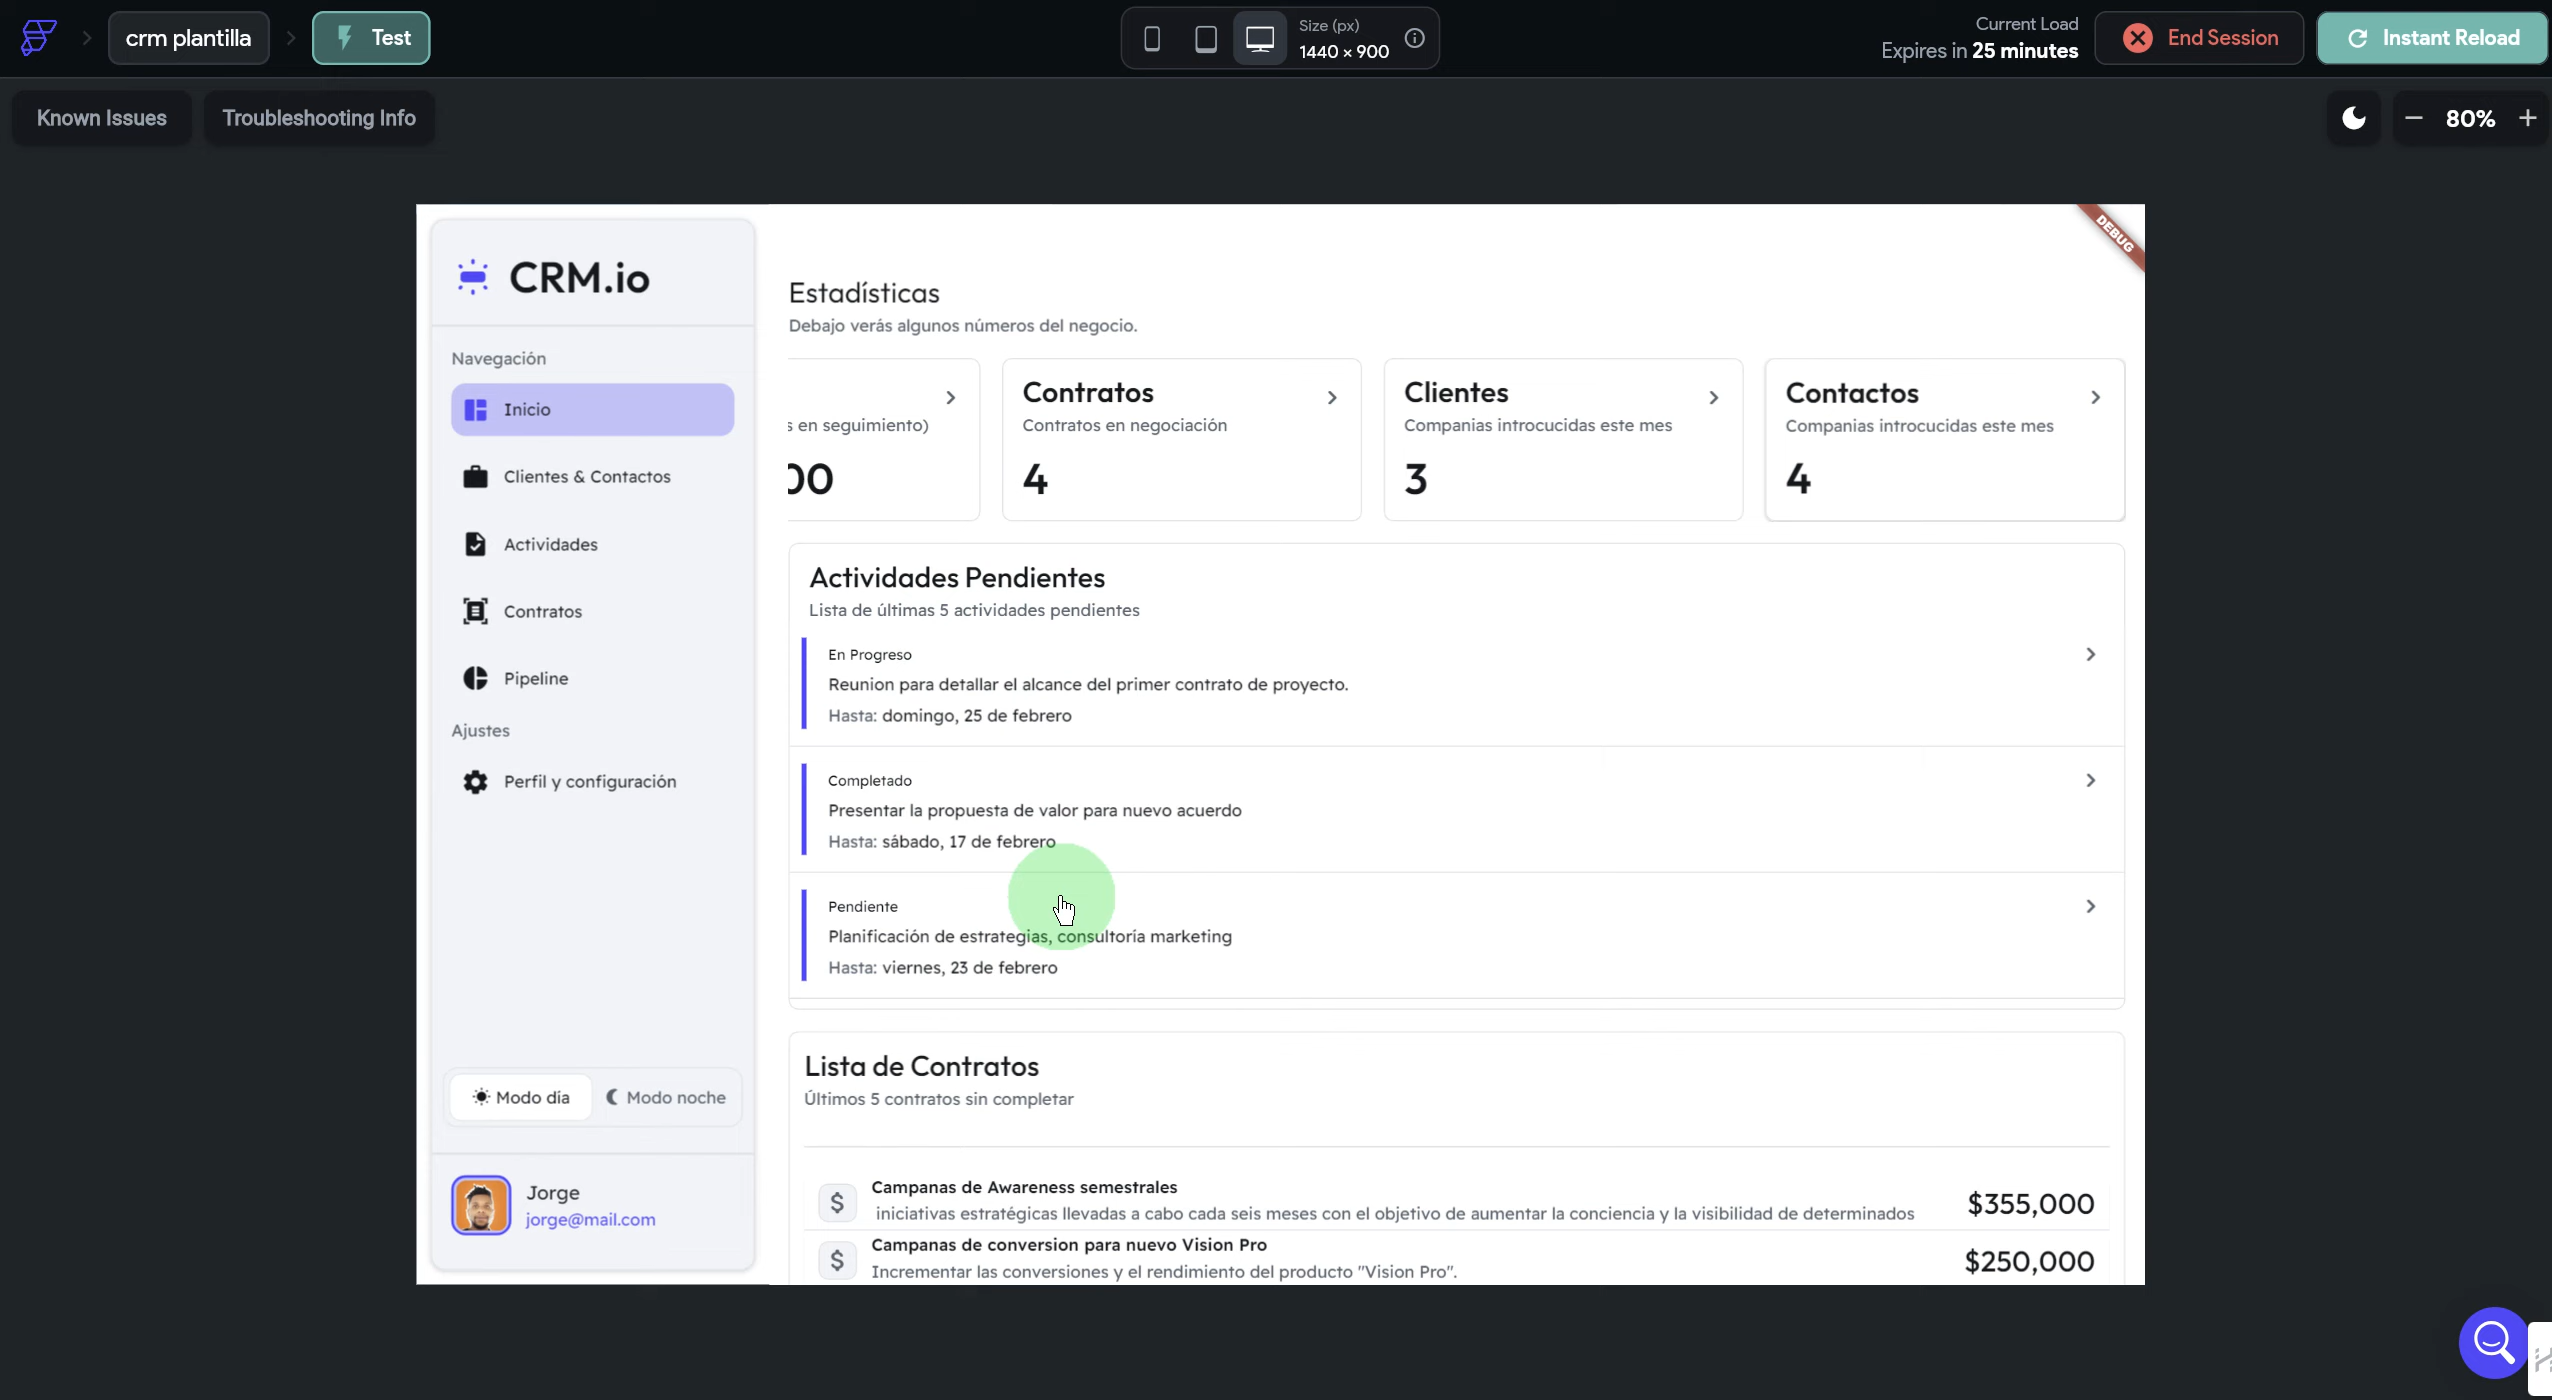 crm plantilla
Test
Size (px)
1440 × 900
Current Load
Expires in 25 minutes
End Session
Instant Reload
Known Issues
Troubleshooting Info
80%
DEBUG
CRM.io
Navegación
Inicio
Clientes & Contactos
Actividades
Contratos
Pipeline
Ajustes
Perfil y configuración
Modo día
Modo noche
Jorge
jorge@mail.com
Estadísticas
Debajo verás algunos números del negocio.
s en seguimiento)
00
Contratos
Contratos en negociación
4
Clientes
Companias introcucidas este mes
3
Contactos
Companias introcucidas este mes
4
Actividades Pendientes
Lista de últimas 5 actividades pendientes
En Progreso
Reunion para detallar el alcance del primer contrato de proyecto.
Hasta: domingo, 25 de febrero
Completado
Presentar la propuesta de valor para nuevo acuerdo
Hasta: sábado, 17 de febrero
Pendiente
Planificación de estrategias, consultoría marketing
Hasta: viernes, 23 de febrero
Lista de Contratos
Últimos 5 contratos sin completar
$
Campanas de Awareness semestrales
iniciativas estratégicas llevadas a cabo cada seis meses con el objetivo de aumentar la conciencia y la visibilidad de determinados
$355,000
$
Campanas de conversion para nuevo Vision Pro
Incrementar las conversiones y el rendimiento del producto "Vision Pro".
$250,000